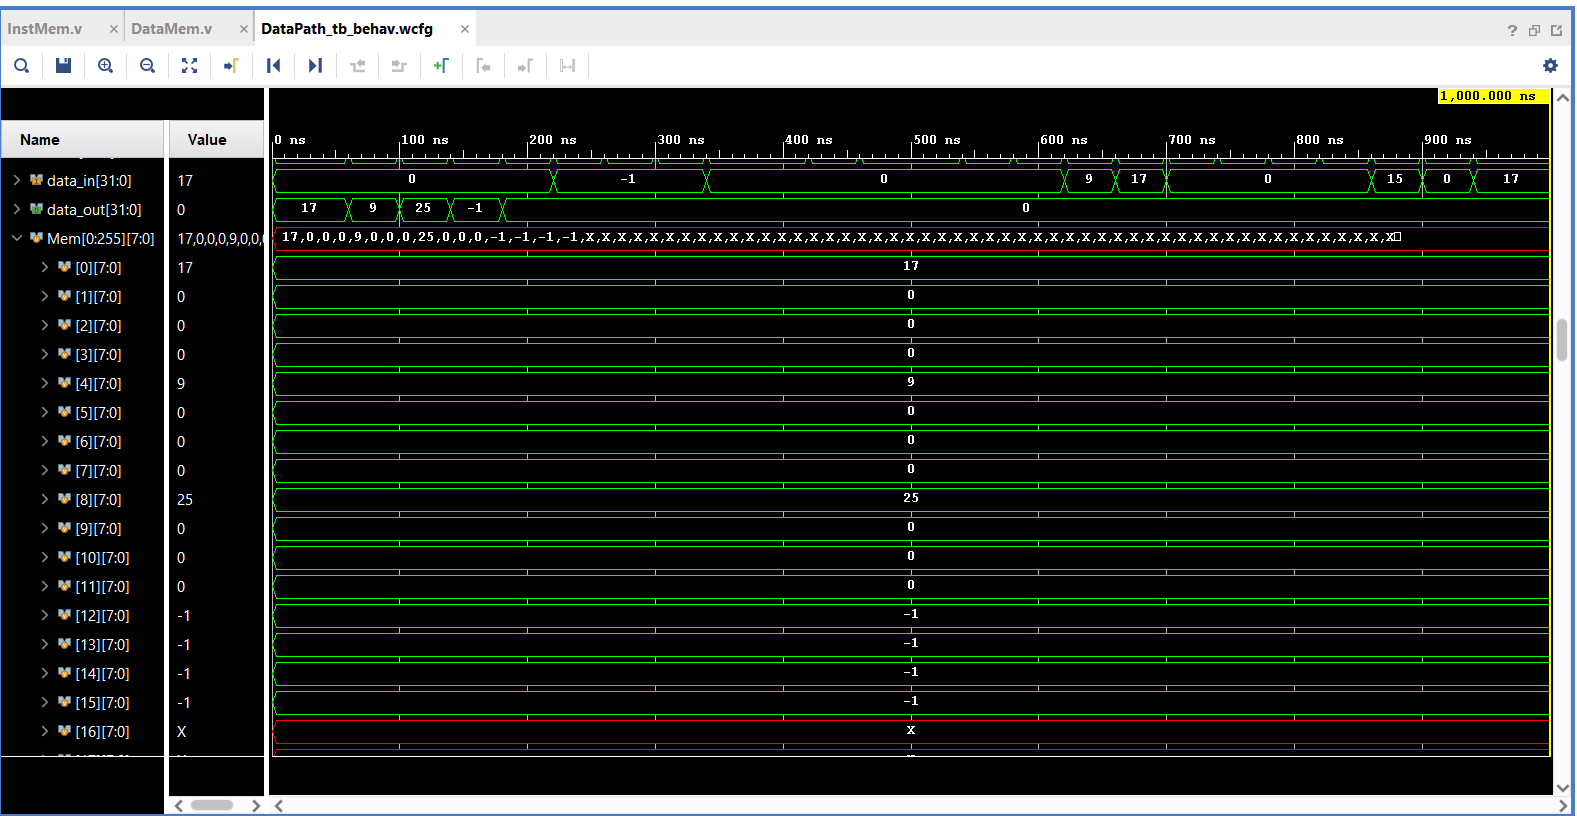 InstMem.v × DataMem.v × DataPath_tb_behav.wcfg ×
?
1,000.000 ns
Name Value 0 ns 100 ns 200 ns 300 ns 400 ns 500 ns 600 ns 700 ns 800 ns 900 ns
data_in[31:0] 17 0 -1 0 9 17 0 15 0 17
data_out[31:0] 0 17 9 25 -1 0
Mem[0:255][7:0] 17,0,0,0,9,0,0,0 17,0,0,0,9,0,0,0,25,0,0,0,-1,-1,-1,-1,X,X,X,X,X,X,X,X,X,X,X,X,X,X,X,X,X,X,X,X,X,X,X,X,X,X,X,X,X,X,X,X,X,X,X,X,X,X,X,X,X,X,X,X,X,X,X,X,X,X,X
[0][7:0] 17 17
[1][7:0] 0 0
[2][7:0] 0 0
[3][7:0] 0 0
[4][7:0] 9 9
[5][7:0] 0 0
[6][7:0] 0 0
[7][7:0] 0 0
[8][7:0] 25 25
[9][7:0] 0 0
[10][7:0] 0 0
[11][7:0] 0 0
[12][7:0] -1 -1
[13][7:0] -1 -1
[14][7:0] -1 -1
[15][7:0] -1 -1
[16][7:0] X X